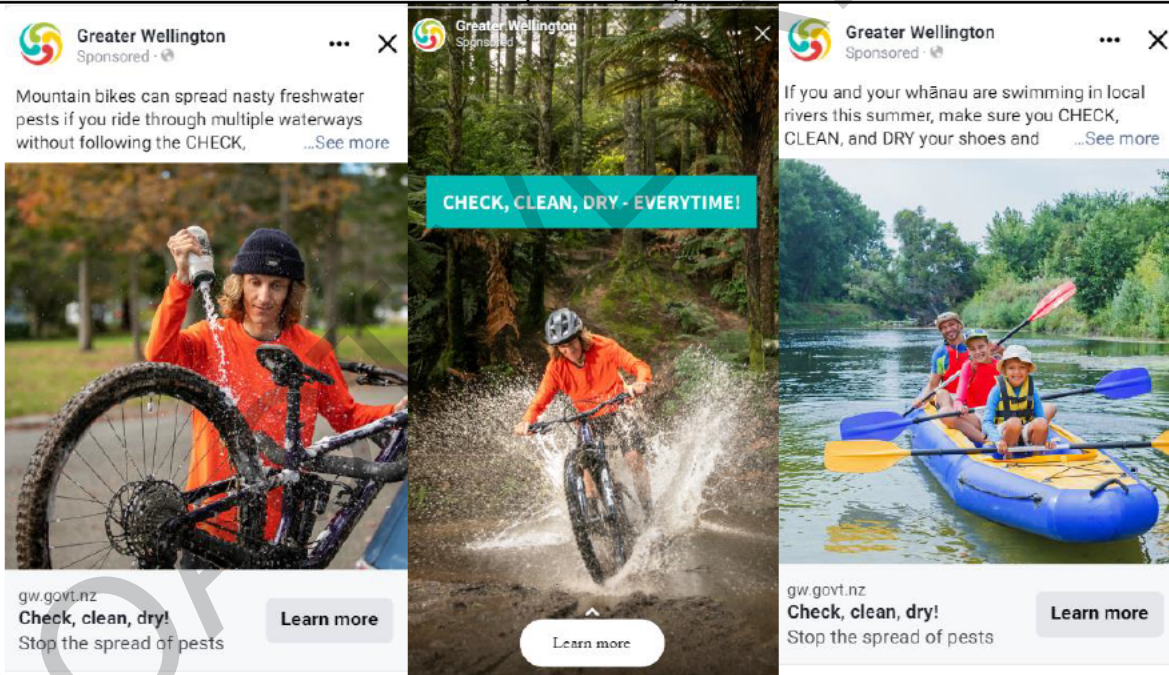 Greater Wellington
Sponsored ·
Mountain bikes can spread nasty freshwater
pests if you ride through multiple waterways
without following the CHECK, ...See more
gw.govt.nz
Check, clean, dry!
Stop the spread of pests
Learn more
Greater Wellington
Sponsored
CHECK, CLEAN, DRY - EVERYTIME!
Learn more
Greater Wellington
Sponsored ·
If you and your whānau are swimming in local
rivers this summer, make sure you CHECK,
CLEAN, and DRY your shoes and ...See more
gw.govt.nz
Check, clean, dry!
Stop the spread of pests
Learn more